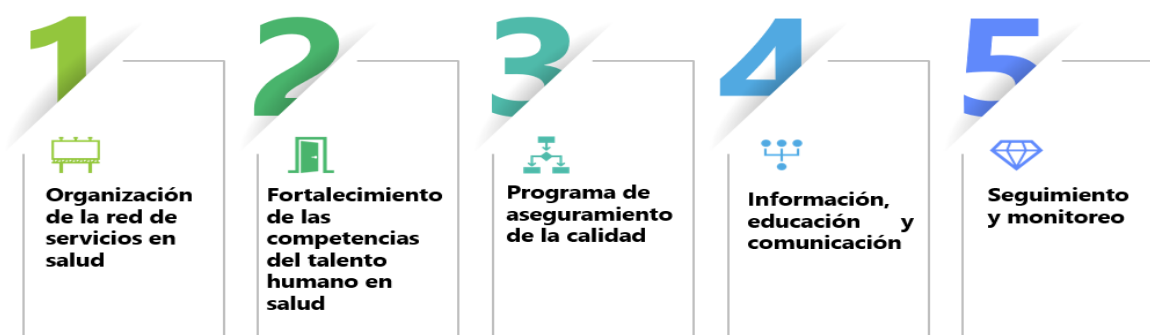 1
Organización
de la red de
servicios en
salud
2
Fortalecimiento
de las
competencias
del talento
humano en
salud
3
Programa de
aseguramiento
de la calidad
4
Información,
educación y
comunicación
5
Seguimiento
y monitoreo